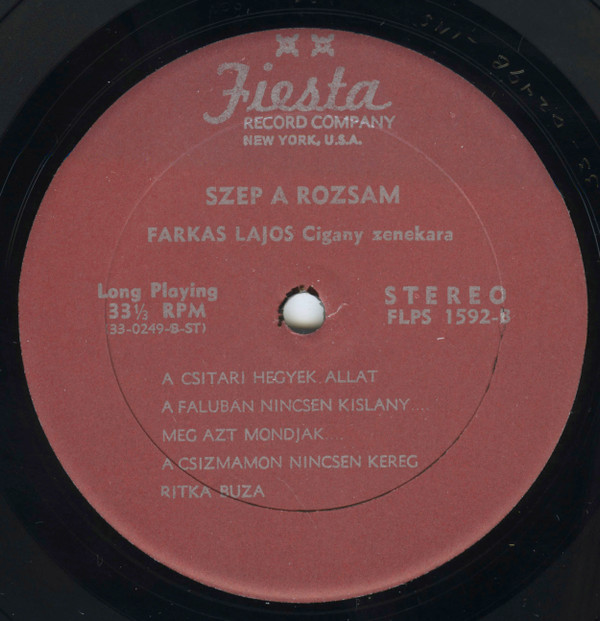 Fiesta
RECORD COMPANY
NEW YORK, U.S.A.
SZEP A ROZSAM
FARKAS LAJOS Cigany zenekara
Long Playing
33⅓ RPM
(33-0249-B-ST)
STEREO
FLPS 1592-B
A CSITARI HEGYEK ALLAT
A FALUBAN NINCSEN KISLANY....
MEG AZT MONDJAK....
A CSIZMAMON NINCSEN KEREG
RITKA BUZA